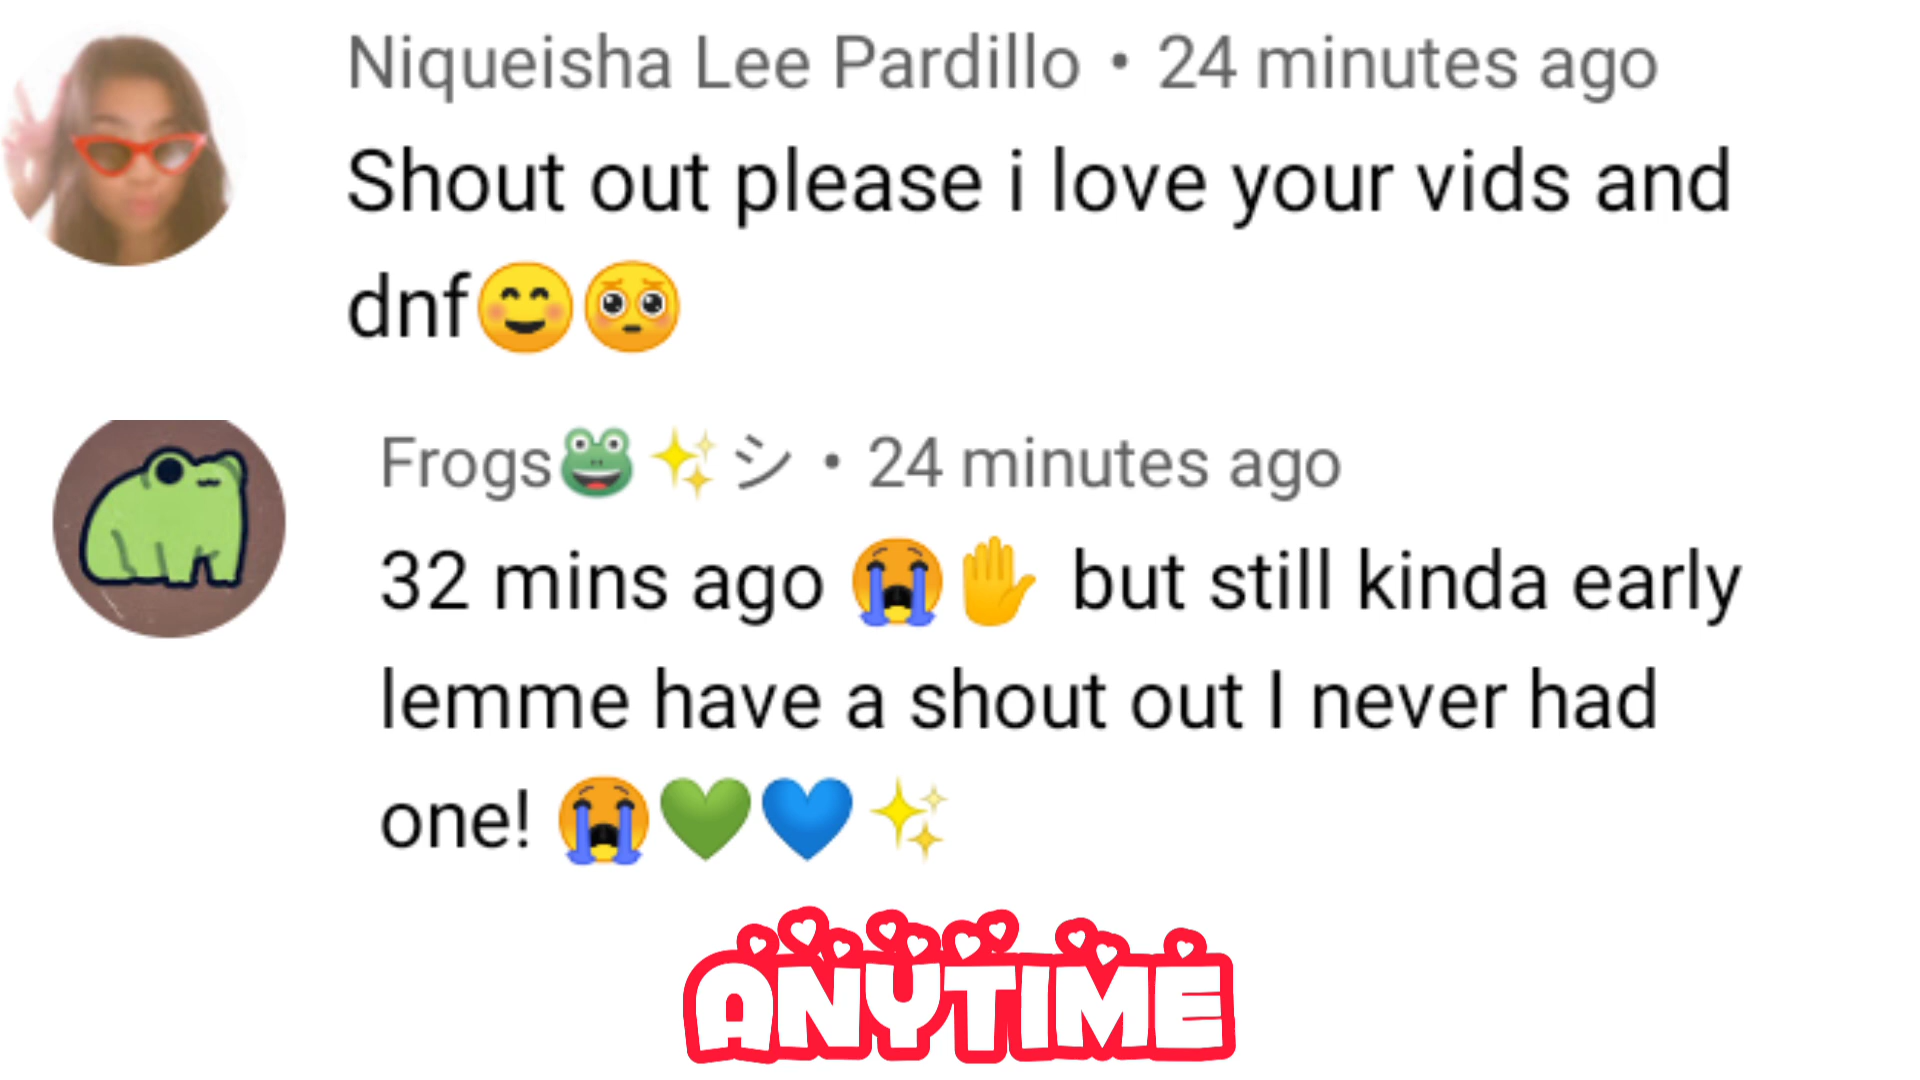 Niqueisha Lee Pardillo • 24 minutes ago
Shout out please i love your vids and
dnf😊🥺
Frogs🐸✨シ • 24 minutes ago
32 mins ago 😭✋ but still kinda early
lemme have a shout out I never had
one! 😭💚💙✨
ANYTIME